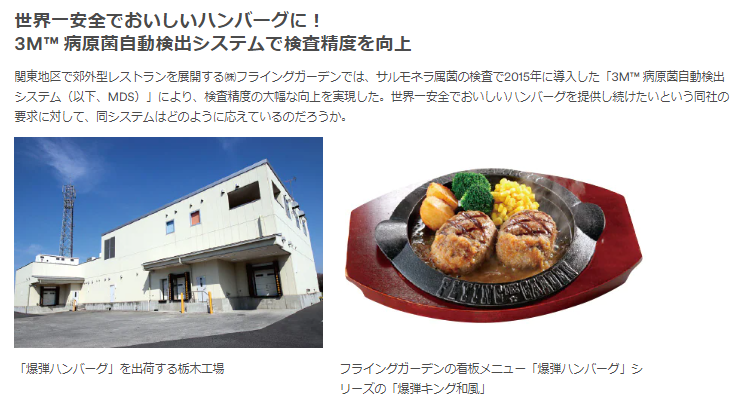 世界一安全でおいしいハンバーグに！
3M™ 病原菌自動検出システムで検査精度を向上
関東地区で郊外型レストランを展開する㈱フライングガーデンでは、サルモネラ属菌の検査で2015年に導入した「3M™ 病原菌自動検出
システム（以下、MDS）」により、検査精度の大幅な向上を実現した。世界一安全でおいしいハンバーグを提供し続けたいという同社の
要求に対して、同システムはどのように応えているのだろうか。
「爆弾ハンバーグ」を出荷する栃木工場
フライングガーデンの看板メニュー「爆弾ハンバーグ」シ
リーズの「爆弾キング和風」